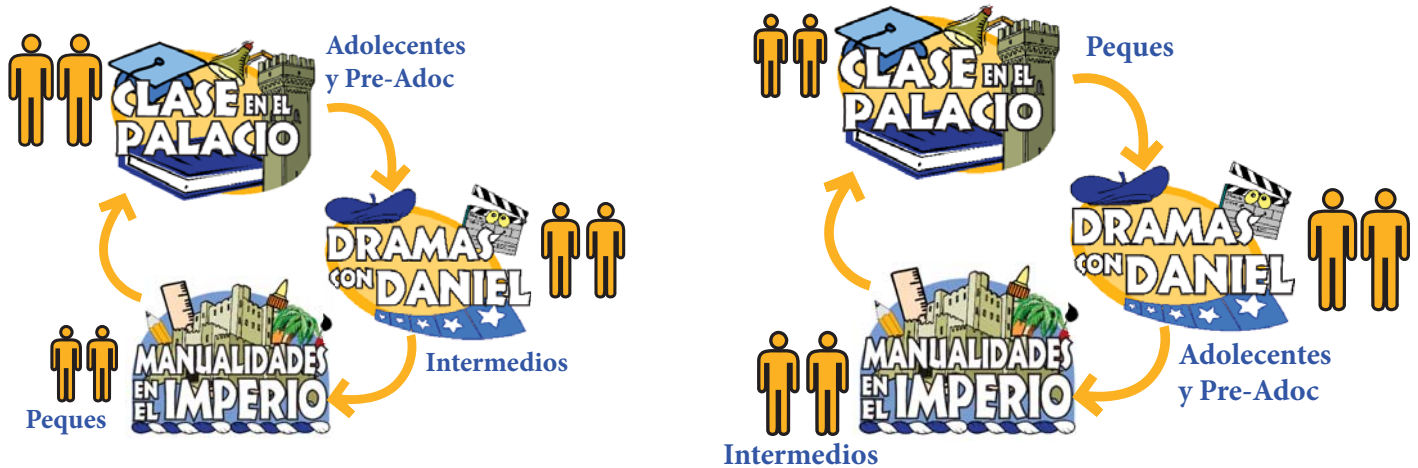 Adolecentes
y Pre-Adoc
CLASE EN EL
PALACIO
DRAMAS
CON DANIEL
Intermedios
MANUALIDADES
EN EL IMPERIO
Peques
Peques
CLASE EN EL
PALACIO
DRAMAS
CON DANIEL
Adolecentes
y Pre-Adoc
MANUALIDADES
EN EL IMPERIO
Intermedios